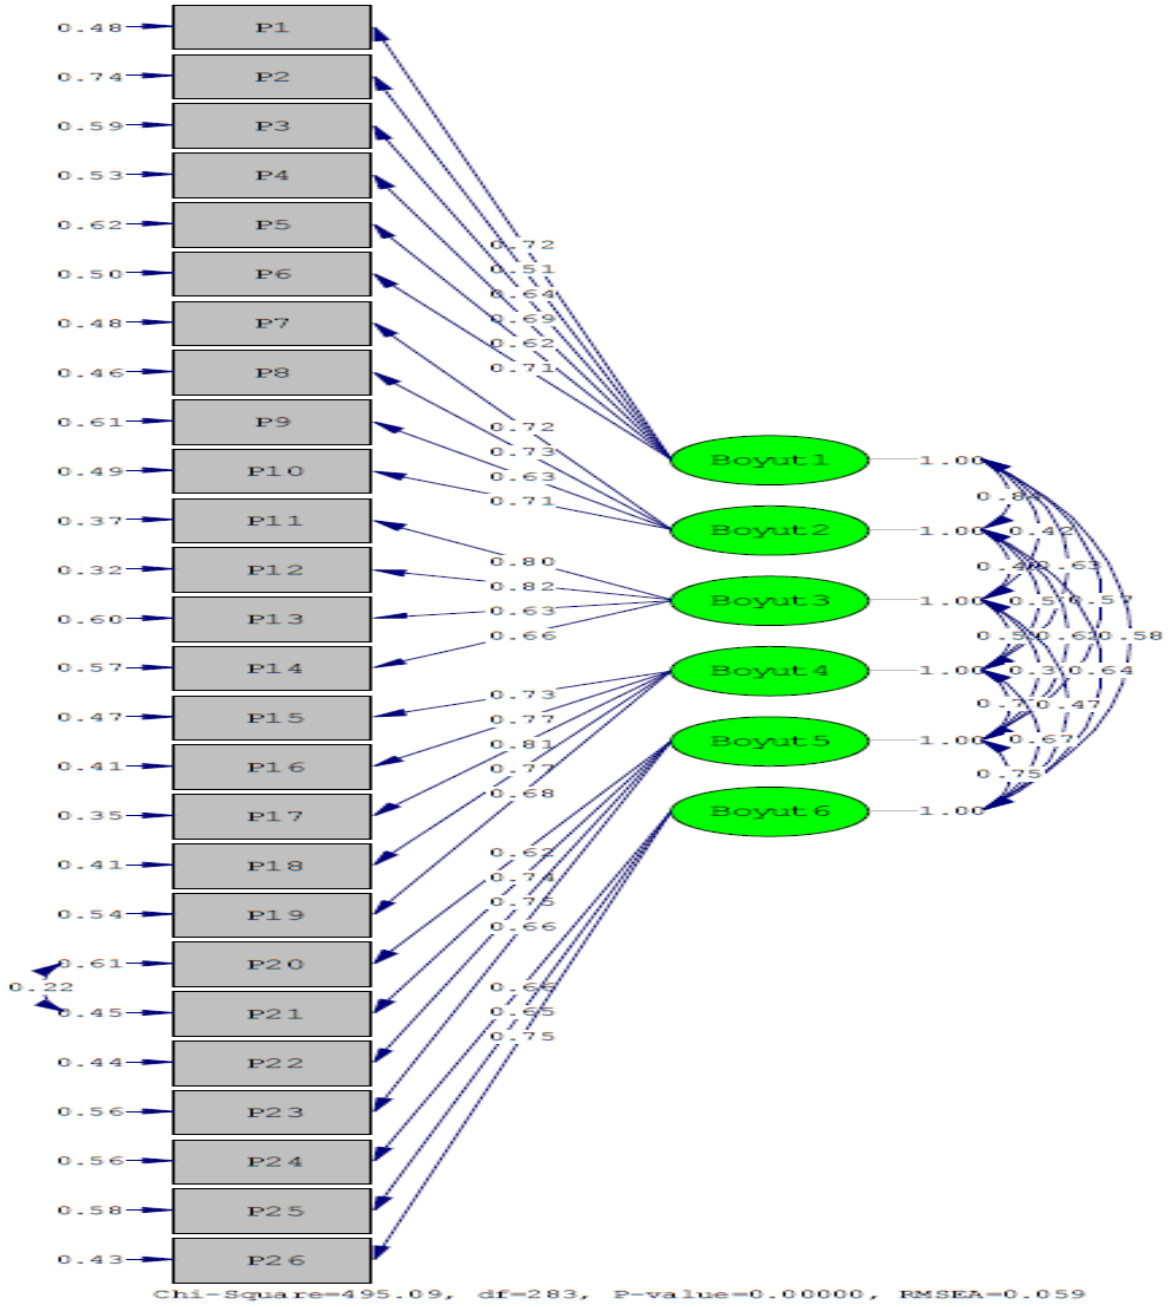 0.48 P1
0.74 P2
0.59 P3
0.53 P4
0.62 P5
0.72
0.51
0.50 P6
0.64
0.69
0.48 P7
0.62
0.71
0.46 P8
0.61 P9
0.72
0.73
Boyut1 1.00
0.49 P10
0.63
0.71
0.84
0.37 P11
Boyut2 1.00 0.42
0.80
0.63
0.32 P12
0.82
Boyut3 1.00 0.57
0.60 P13
0.63
0.66
0.62 0.58
0.57 P14
Boyut4 1.00 0.64
0.73
0.47
0.47 P15
0.77
0.81
Boyut5 1.00 0.67
0.41 P16
0.77
0.75
0.68
0.35 P17
Boyut6 1.00
0.62
0.41 P18
0.74
0.75
0.54 P19
0.66
0.61 P20
0.22
0.66
0.45 P21
0.65
0.75
0.44 P22
0.56 P23
0.56 P24
0.58 P25
0.43 P26
Chi-Square=495.09, df=283, P-value=0.00000, RMSEA=0.059